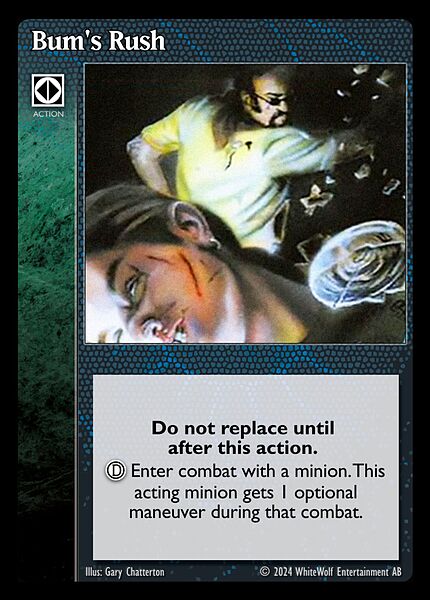 Bum's Rush
ACTION
Do not replace until
after this action.
Ⓓ Enter combat with a minion. This
acting minion gets 1 optional
maneuver during that combat.
Illus: Gary Chatterton © 2024 WhiteWolf Entertainment AB